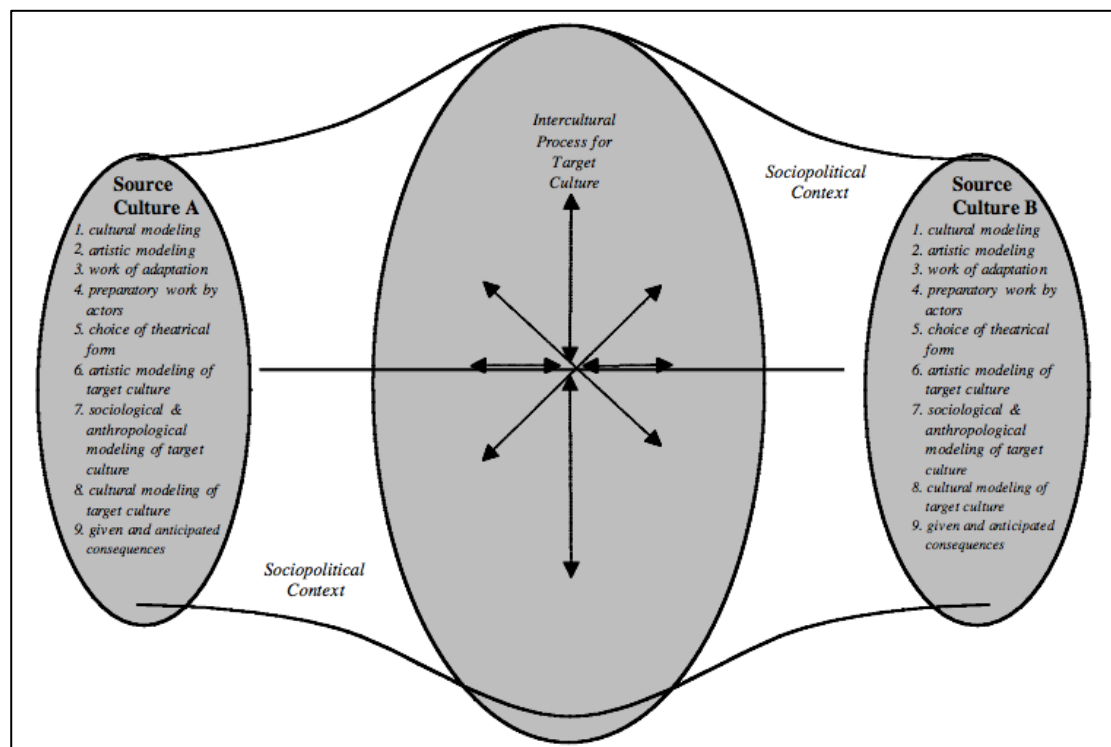 Intercultural
Process for
Target
Culture
Sociopolitical
Context
Source
Culture A
1. cultural modeling
2. artistic modeling
3. work of adaptation
4. preparatory work by
actors
5. choice of theatrical
form
6. artistic modeling of
target culture
7. sociological &
anthropological
modeling of target
culture
8. cultural modeling of
target culture
9. given and anticipated
consequences
Source
Culture B
1. cultural modeling
2. artistic modeling
3. work of adaptation
4. preparatory work by
actors
5. choice of theatrical
form
6. artistic modeling of
target culture
7. sociological &
anthropological
modeling of target
culture
8. cultural modeling of
target culture
9. given and anticipated
consequences
Sociopolitical
Context